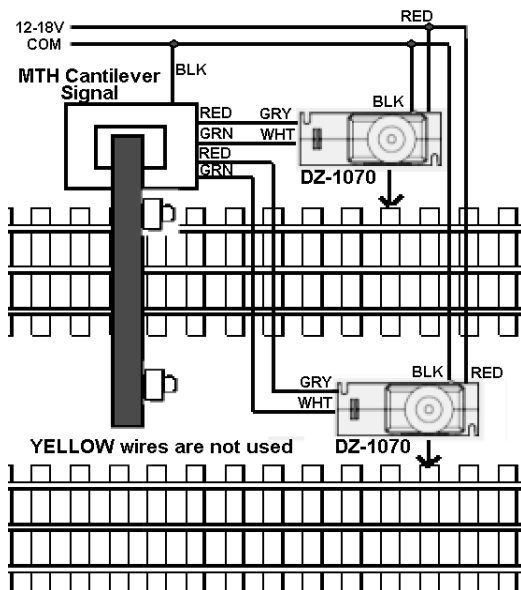 RED
12-18V
COM
BLK
MTH Cantilever
Signal
RED
GRY
BLK
GRN
WHT
RED
GRN
DZ-1070
BLK
RED
GRY
WHT
YELLOW wires are not used
DZ-1070